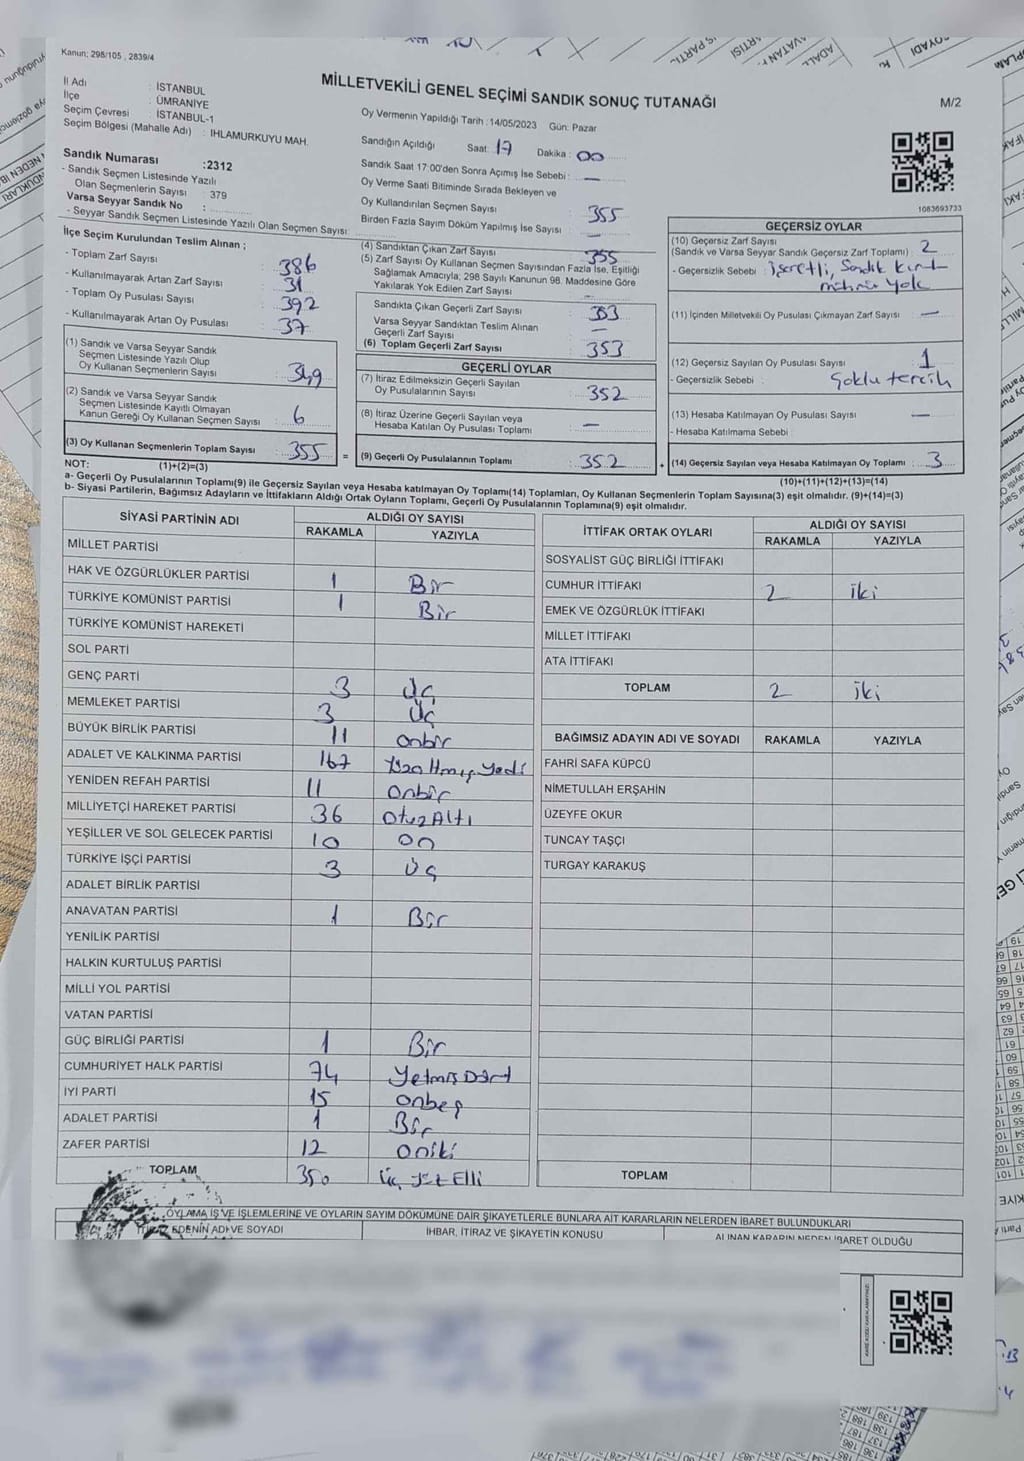 Kanun: 298/105 , 2839/4
MİLLETVEKİLİ GENEL SEÇİMİ SANDIK SONUÇ TUTANAĞI
M/2
İl Adı : İSTANBUL
İlçe : ÜMRANİYE
Seçim Çevresi : İSTANBUL-1
Seçim Bölgesi (Mahalle Adı) : IHLAMURKUYU MAH.
Sandık Numarası :2312
- Sandık Seçmen Listesinde Yazılı
Olan Seçmenlerin Sayısı : 379
Varsa Seyyar Sandık No :
- Seyyar Sandık Seçmen Listesinde Yazılı Olan Seçmen Sayısı:
İlçe Seçim Kurulundan Teslim Alınan ;
- Toplam Zarf Sayısı : 386
- Kullanılmayarak Artan Zarf Sayısı : 31
- Toplam Oy Pusulası Sayısı : 392
- Kullanılmayarak Artan Oy Pusulası : 37
(1) Sandık ve Varsa Seyyar Sandık
Seçmen Listesinde Yazılı Olup
Oy Kullanan Seçmenlerin Sayısı : 349
(2) Sandık ve Varsa Seyyar Sandık
Seçmen Listesinde Kayıtlı Olmayan
Kanun Gereği Oy Kullanan Seçmen Sayısı : 6
(3) Oy Kullanan Seçmenlerin Toplam Sayısı : 355 =
(1)+(2)=(3)
Oy Vermenin Yapıldığı Tarih :14/05/2023 Gün: Pazar
Sandığın Açıldığı Saat: 17 Dakika : 00
Sandık Saat 17:00'den Sonra Açımış İse Sebebi : —
Oy Verme Saati Bitiminde Sırada Bekleyen ve
Oy Kullandırılan Seçmen Sayısı : 355
Birden Fazla Sayım Döküm Yapılmış İse Sayısı : —
(4) Sandıktan Çıkan Zarf Sayısı : 355
(5) Zarf Sayısı Oy Kullanan Seçmen Sayısından Fazla İse, Eşitliği
Sağlamak Amacıyla; 298 Sayılı Kanunun 98. Maddesine Göre
Yakılarak Yok Edilen Zarf Sayısı : —
Sandıkta Çıkan Geçerli Zarf Sayısı : 353
Varsa Seyyar Sandıktan Teslim Alınan
Geçerli Zarf Sayısı : —
(6) Toplam Geçerli Zarf Sayısı : 353
GEÇERLİ OYLAR
(7) İtiraz Edilmeksizin Geçerli Sayılan
Oy Pusulalarının Sayısı : 352
(8) İtiraz Üzerine Geçerli Sayılan veya
Hesaba Katılan Oy Pusulası Toplamı : —
(9) Geçerli Oy Pusulalarının Toplamı : 352 +
1083693733
GEÇERSİZ OYLAR
(10) Geçersiz Zarf Sayısı
(Sandık ve Varsa Seyyar Sandık Geçersiz Zarf Toplamı) : 2
- Geçersizlik Sebebi : işaretli, Sandık kurl
mührü yok
(11) İçinden Milletvekili Oy Pusulası Çıkmayan Zarf Sayısı : —
(12) Geçersiz Sayılan Oy Pusulası Sayısı : 1
- Geçersizlik Sebebi : Çoklu tercih
(13) Hesaba Katılmayan Oy Pusulası Sayısı : —
- Hesaba Katılmama Sebebi :
(14) Geçersiz Sayılan veya Hesaba Katılmayan Oy Toplamı : 3
(10)+(11)+(12)+(13)=(14)
NOT:
a- Geçerli Oy Pusulalarının Toplamı(9) ile Geçersiz Sayılan veya Hesaba katılmayan Oy Toplamı(14) Toplamları, Oy Kullanan Seçmenlerin Toplam Sayısına(3) eşit olmalıdır. (9)+(14)=(3)
b- Siyasi Partilerin, Bağımsız Adayların ve İttifakların Aldığı Ortak Oyların Toplamı, Geçerli Oy Pusulalarının Toplamına(9) eşit olmalıdır.
SİYASİ PARTİNİN ADI ALDIĞI OY SAYISI
RAKAMLA YAZIYLA
MİLLET PARTİSİ
HAK VE ÖZGÜRLÜKLER PARTİSİ 1 Bir
TÜRKİYE KOMÜNİST PARTİSİ 1 Bir
TÜRKİYE KOMÜNİST HAREKETİ
SOL PARTİ
GENÇ PARTİ 3 Üç
MEMLEKET PARTİSİ 3 Üç
BÜYÜK BİRLİK PARTİSİ 11 onbir
ADALET VE KALKINMA PARTİSİ 167 Yüzaltmışyedi
YENİDEN REFAH PARTİSİ 11 onbir
MİLLİYETÇİ HAREKET PARTİSİ 36 OtuzAltı
YEŞİLLER VE SOL GELECEK PARTİSİ 10 on
TÜRKİYE İŞÇİ PARTİSİ 3 Üç
ADALET BİRLİK PARTİSİ
ANAVATAN PARTİSİ 1 Bir
YENİLİK PARTİSİ
HALKIN KURTULUŞ PARTİSİ
MİLLİ YOL PARTİSİ
VATAN PARTİSİ
GÜÇ BİRLİĞİ PARTİSİ 1 Bir
CUMHURİYET HALK PARTİSİ 74 YetmişDört
İYİ PARTİ 15 onbeş
ADALET PARTİSİ 1 Bir
ZAFER PARTİSİ 12 oniki
TOPLAM 350 Üç yüz Elli
İTTİFAK ORTAK OYLARI ALDIĞI OY SAYISI
RAKAMLA YAZIYLA
SOSYALİST GÜÇ BİRLİĞİ İTTİFAKI
CUMHUR İTTİFAKI 2 iki
EMEK VE ÖZGÜRLÜK İTTİFAKI
MİLLET İTTİFAKI
ATA İTTİFAKI
TOPLAM 2 iki
BAĞIMSIZ ADAYIN ADI VE SOYADI RAKAMLA YAZIYLA
FAHRİ SAFA KÜPCÜ
NİMETULLAH ERŞAHİN
ÜZEYFE OKUR
TUNCAY TAŞÇI
TURGAY KARAKUŞ
TOPLAM
OYLAMA İŞ VE İŞLEMLERİNE VE OYLARIN SAYIM DÖKÜMÜNE DAİR ŞİKAYETLERLE BUNLARA AİT KARARLARIN NELERDEN İBARET BULUNDUKLARI
İTİRAZ EDENİN ADI VE SOYADI İHBAR, İTİRAZ VE ŞİKAYETİN KONUSU ALINAN KARARIN NEDEN İBARET OLDUĞU